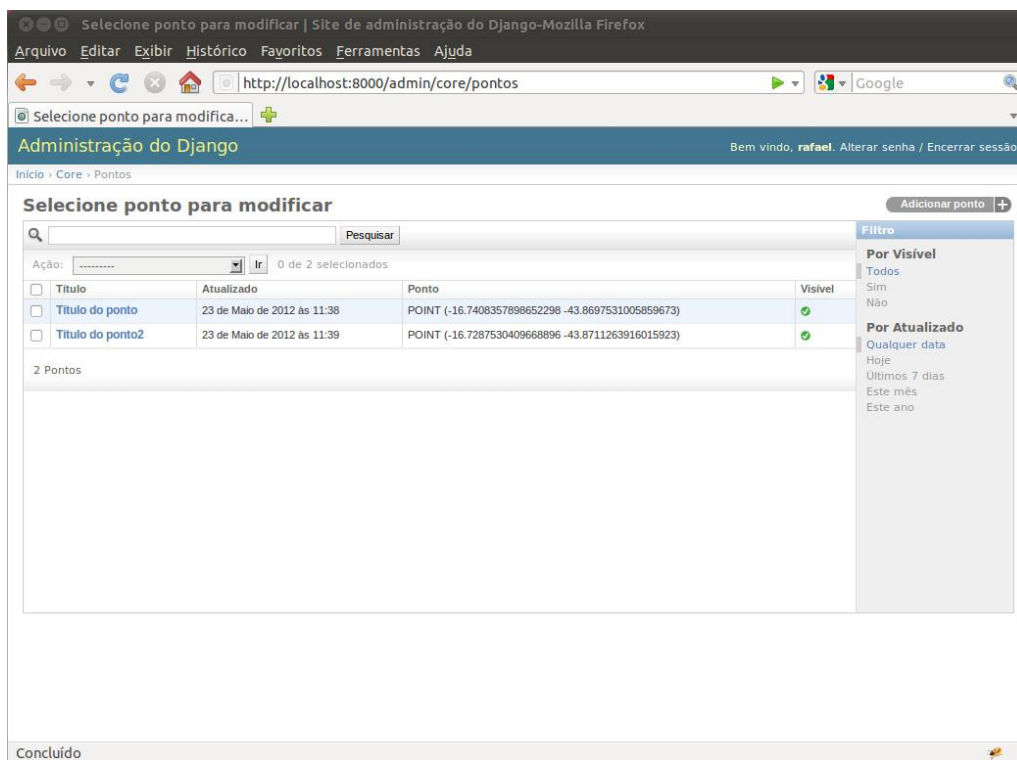 Selecione ponto para modificar | Site de administração do Django-Mozilla Firefox
Arquivo Editar Exibir Histórico Favoritos Ferramentas Ajuda
http://localhost:8000/admin/core/pontos
Google
Selecione ponto para modifica...
Administração do Django
Bem vindo, rafael. Alterar senha / Encerrar sessão
Início › Core › Pontos
Selecione ponto para modificar
Adicionar ponto +
Pesquisar
Ação: --------- Ir 0 de 2 selecionados
Título Atualizado Ponto Visível
Título do ponto 23 de Maio de 2012 às 11:38 POINT (-16.7408357898652298 -43.8697531005859673)
Título do ponto2 23 de Maio de 2012 às 11:39 POINT (-16.7287530409668896 -43.8711263916015923)
2 Pontos
Filtro
Por Visível
Todos
Sim
Não
Por Atualizado
Qualquer data
Hoje
Últimos 7 dias
Este mês
Este ano
Concluído